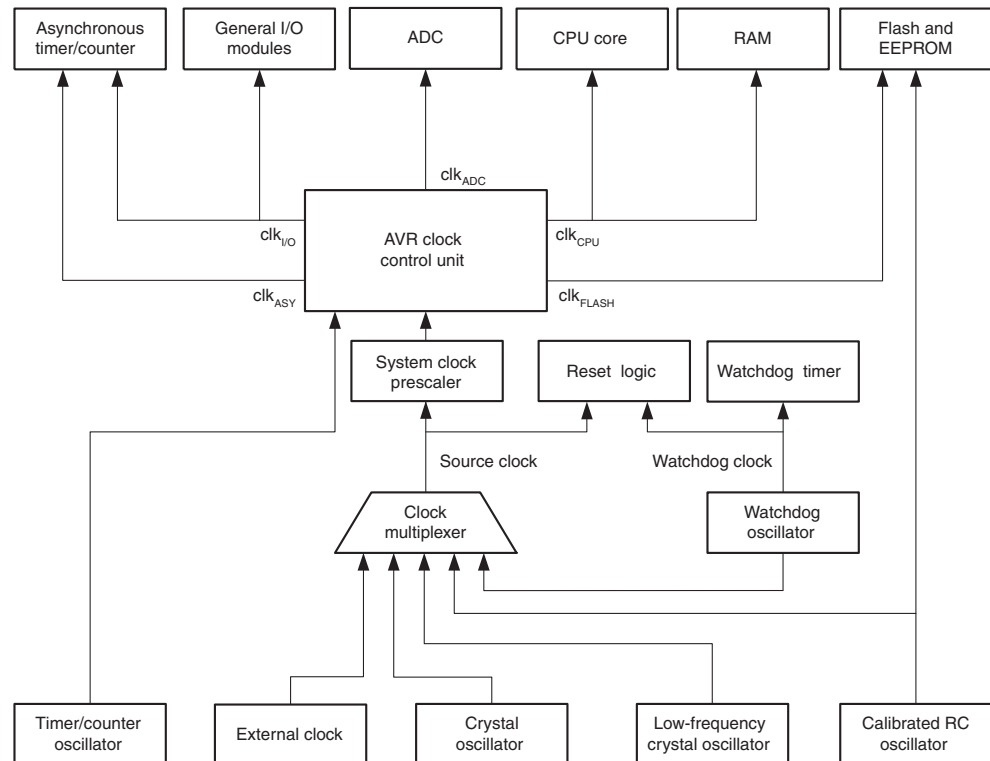 Asynchronous
timer/counter
General I/O
modules
ADC
CPU core
RAM
Flash and
EEPROM
clkADC
clkI/O
AVR clock
control unit
clkCPU
clkASY
clkFLASH
System clock
prescaler
Reset logic
Watchdog timer
Source clock
Watchdog clock
Clock
multiplexer
Watchdog
oscillator
Timer/counter
oscillator
External clock
Crystal
oscillator
Low-frequency
crystal oscillator
Calibrated RC
oscillator